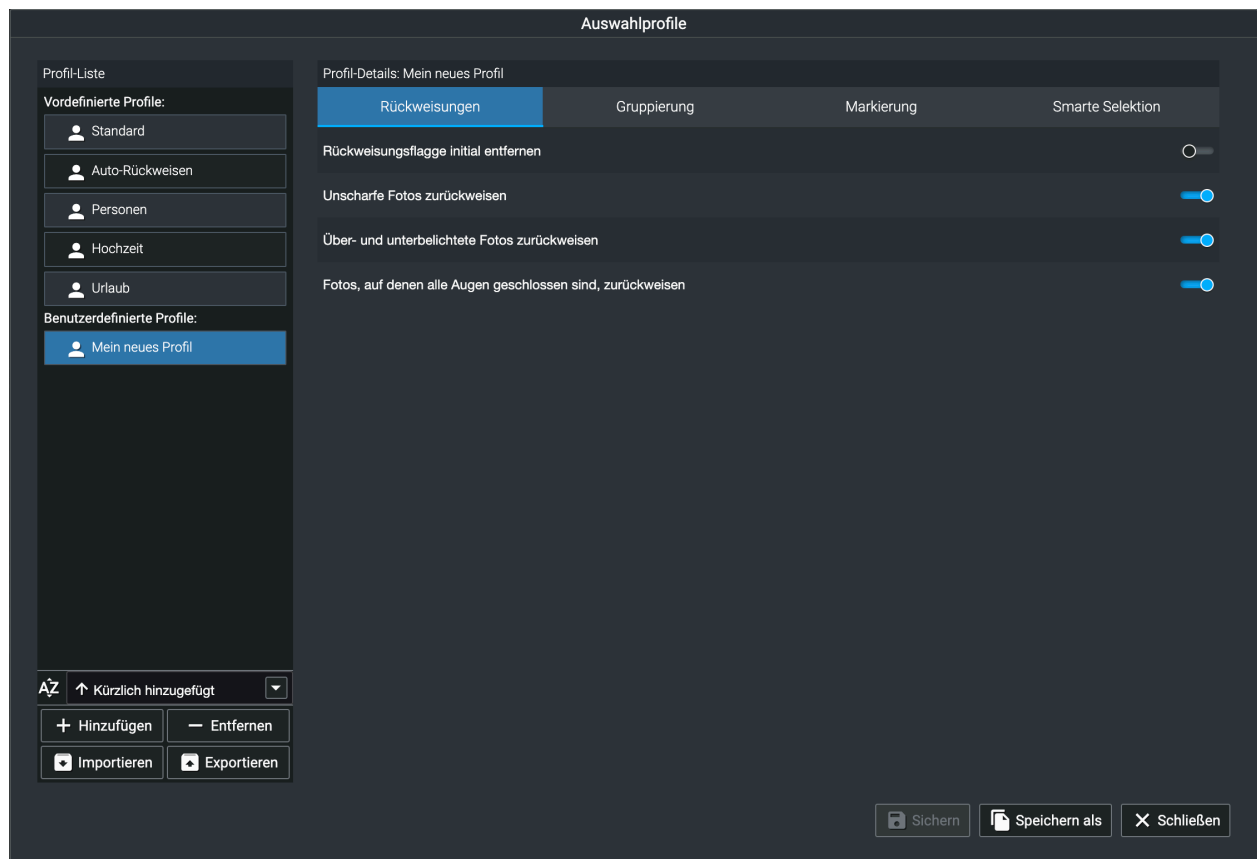 Auswahlprofile
Profil-Liste
Vordefinierte Profile:
Standard
Auto-Rückweisen
Personen
Hochzeit
Urlaub
Benutzerdefinierte Profile:
Mein neues Profil
AZ
Kürzlich hinzugefügt
Hinzufügen
Entfernen
Importieren
Exportieren
Profil-Details: Mein neues Profil
Rückweisungen Gruppierung Markierung Smarte Selektion
Rückweisungsflagge initial entfernen
Unscharfe Fotos zurückweisen
Über- und unterbelichtete Fotos zurückweisen
Fotos, auf denen alle Augen geschlossen sind, zurückweisen
Sichern
Speichern als
Schließen